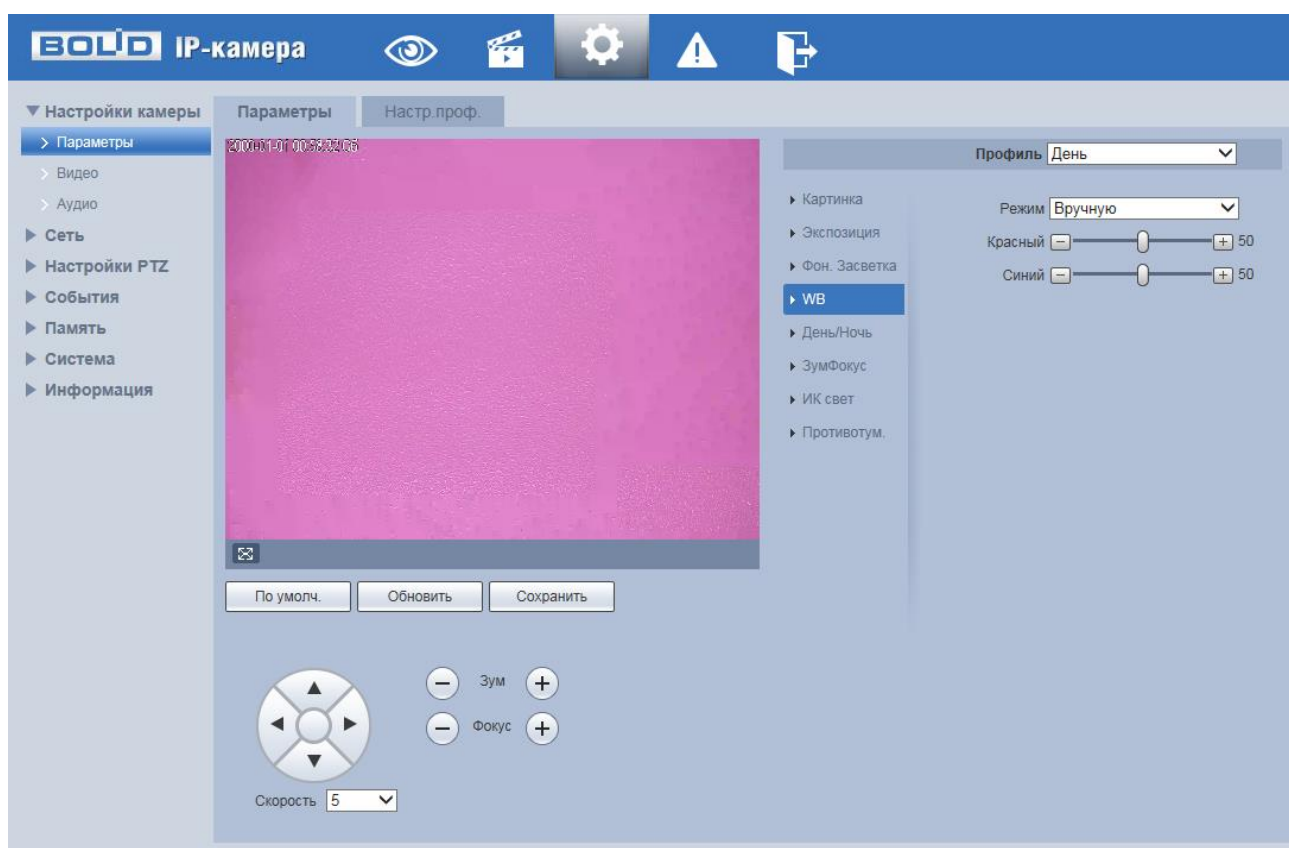 BOLID IP-камера
Настройки камеры
Параметры
Видео
Аудио
Сеть
Настройки PTZ
События
Память
Система
Информация
Параметры Настр.проф.
Профиль День
Картинка
Экспозиция
Фон. Засветка
WB
День/Ночь
ЗумФокус
ИК свет
Противотум.
Режим Вручную
Красный 50
Синий 50
По умолч. Обновить Сохранить
Зум
Фокус
Скорость 5